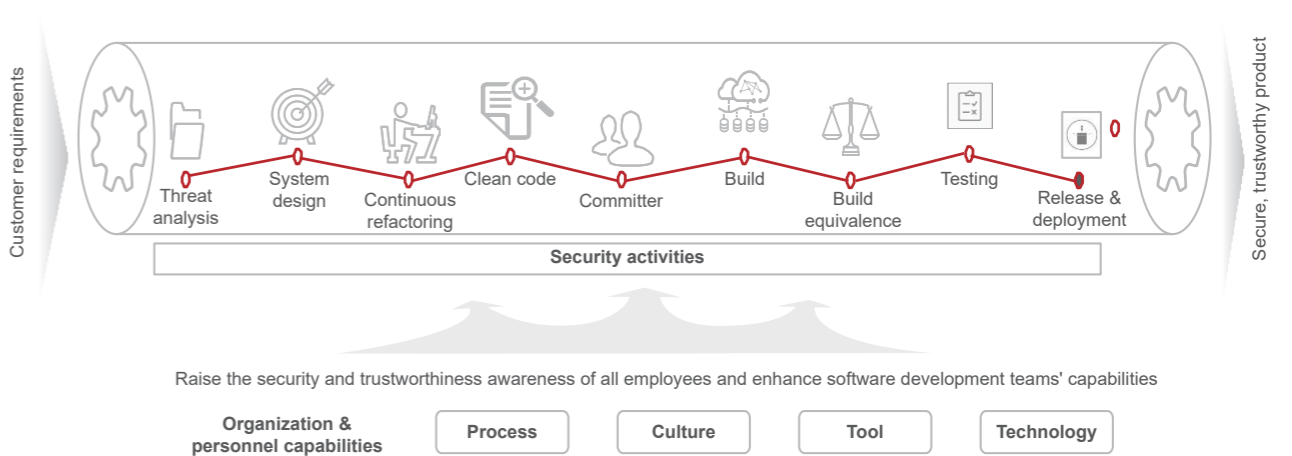 Customer requirements
Threat
analysis
System
design
Continuous
refactoring
Clean code
Committer
Build
Build
equivalence
Testing
Release &
deployment
Secure, trustworthy product
Security activities
Raise the security and trustworthiness awareness of all employees and enhance software development teams' capabilities
Organization &
personnel capabilities
Process
Culture
Tool
Technology